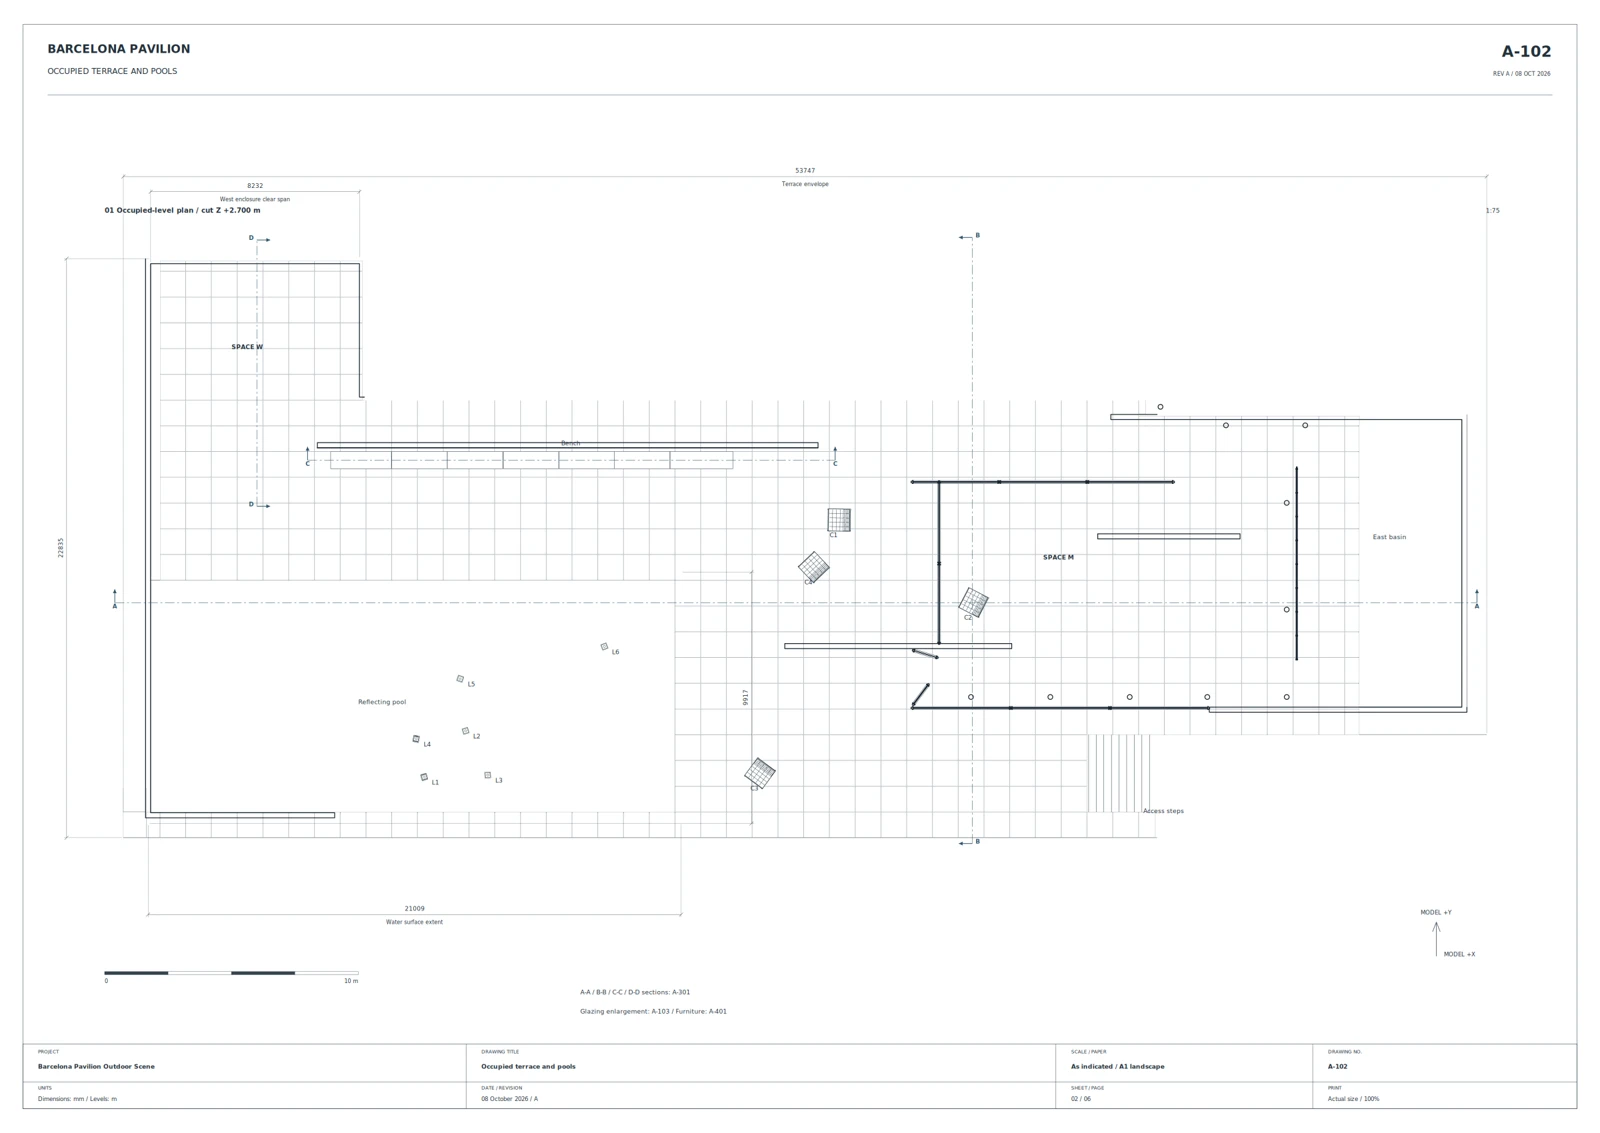 BARCELONA PAVILION
OCCUPIED TERRACE AND POOLS
A-102
REV A / 08 OCT 2026
53747
Terrace envelope
8232
West enclosure clear span
01 Occupied-level plan / cut Z +2.700 m
1:75
D
B
SPACE W
Bench
C
C
D
C1
22835
East basin
SPACE M
C4
A
A
C2
L6
L5
Reflecting pool
9917
L2
L4
L1
L3
C3
Access steps
B
21009
Water surface extent
MODEL +Y
MODEL +X
0
10 m
A-A / B-B / C-C / D-D sections: A-301
Glazing enlargement: A-103 / Furniture: A-401
PROJECT
Barcelona Pavilion Outdoor Scene
DRAWING TITLE
Occupied terrace and pools
SCALE / PAPER
As indicated / A1 landscape
DRAWING NO.
A-102
UNITS
Dimensions: mm / Levels: m
DATE / REVISION
08 October 2026 / A
SHEET / PAGE
02 / 06
PRINT
Actual size / 100%